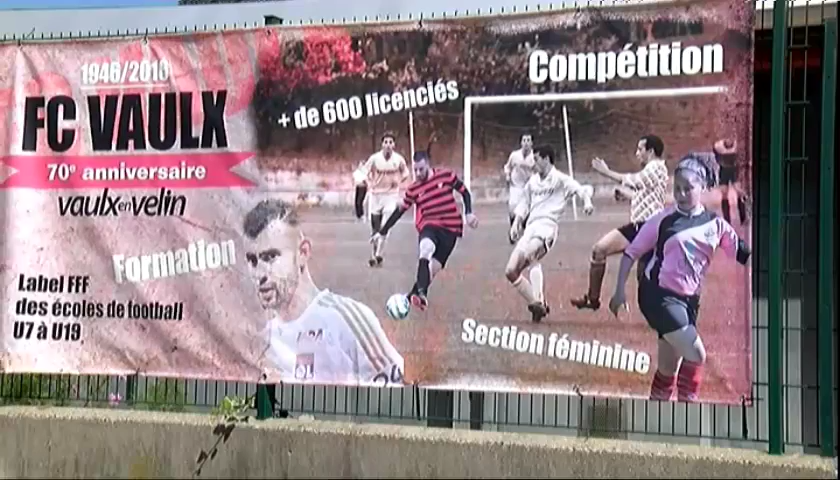 1946/2016
FC VAULX
70e anniversaire
vaulxenvelin
Formation
Label FFF
des écoles de football
U7 à U19
+ de 600 licenciés
Compétition
Section féminine
OL